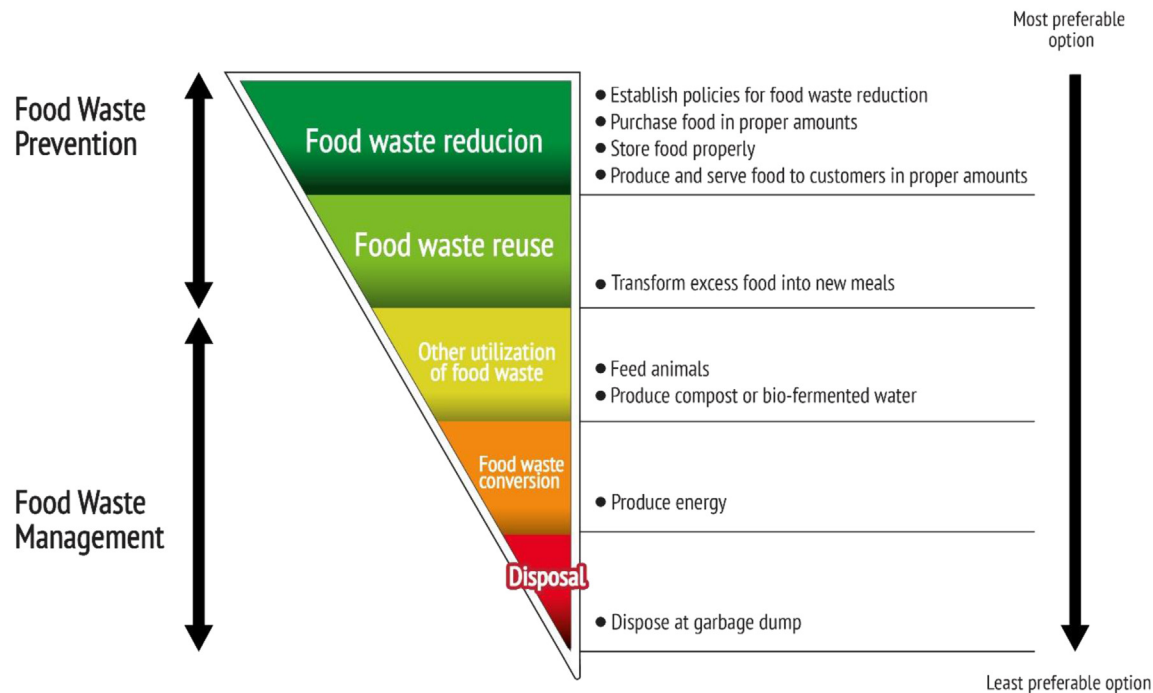 Most preferable
option
Food Waste
Prevention
Food waste reducion
● Establish policies for food waste reduction
● Purchase food in proper amounts
● Store food properly
● Produce and serve food to customers in proper amounts
Food waste reuse
● Transform excess food into new meals
Other utilization
of food waste
● Feed animals
● Produce compost or bio-fermented water
Food Waste
Management
Food waste
conversion
● Produce energy
Disposal
● Dispose at garbage dump
Least preferable option